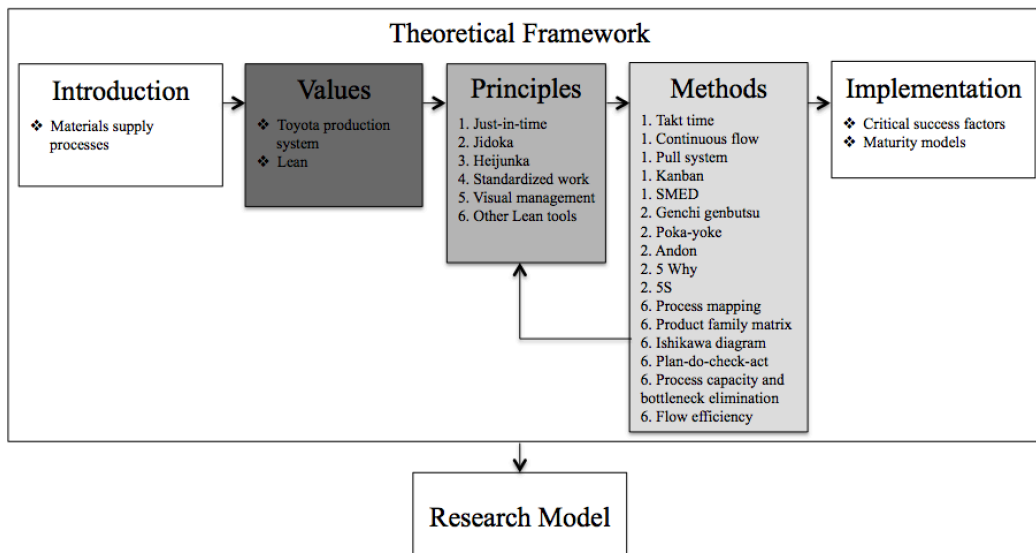 Theoretical Framework
Introduction
❖ Materials supply
processes
Values
❖ Toyota production
system
❖ Lean
Principles
1. Just-in-time
2. Jidoka
3. Heijunka
4. Standardized work
5. Visual management
6. Other Lean tools
Methods
1. Takt time
1. Continuous flow
1. Pull system
1. Kanban
1. SMED
2. Genchi genbutsu
2. Poka-yoke
2. Andon
2. 5 Why
2. 5S
6. Process mapping
6. Product family matrix
6. Ishikawa diagram
6. Plan-do-check-act
6. Process capacity and
bottleneck elimination
6. Flow efficiency
Implementation
❖ Critical success factors
❖ Maturity models
Research Model